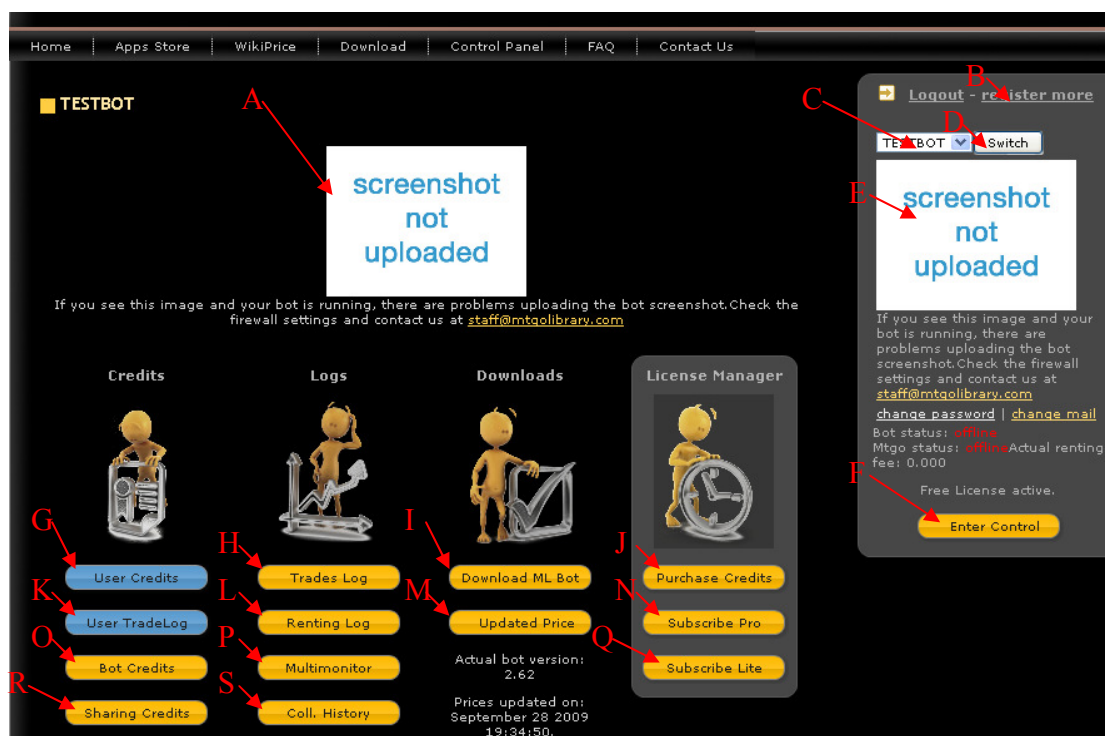 Home Apps Store WikiPrice Download Control Panel FAQ Contact Us
TESTBOT
A
screenshot
not
uploaded
If you see this image and your bot is running, there are problems uploading the bot screenshot.Check the
firewall settings and contact us at staff@mtgolibrary.com
B
Logout - register more
C
D
TESTBOT Switch
E
screenshot
not
uploaded
If you see this image and your
bot is running, there are
problems uploading the bot
screenshot.Check the firewall
settings and contact us at
staff@mtgolibrary.com
change password | change mail
Bot status: offline
Mtgo status: offlineActual renting
fee: 0.000
F
Free License active.
Enter Control
Credits Logs Downloads License Manager
G H I J
User Credits Trades Log Download ML Bot Purchase Credits
K L M N
User TradeLog Renting Log Updated Price Subscribe Pro
O P Q
Bot Credits Multimonitor Subscribe Lite
Actual bot version:
2.62
R S
Sharing Credits Coll. History
Prices updated on:
September 28 2009
19:34:50.